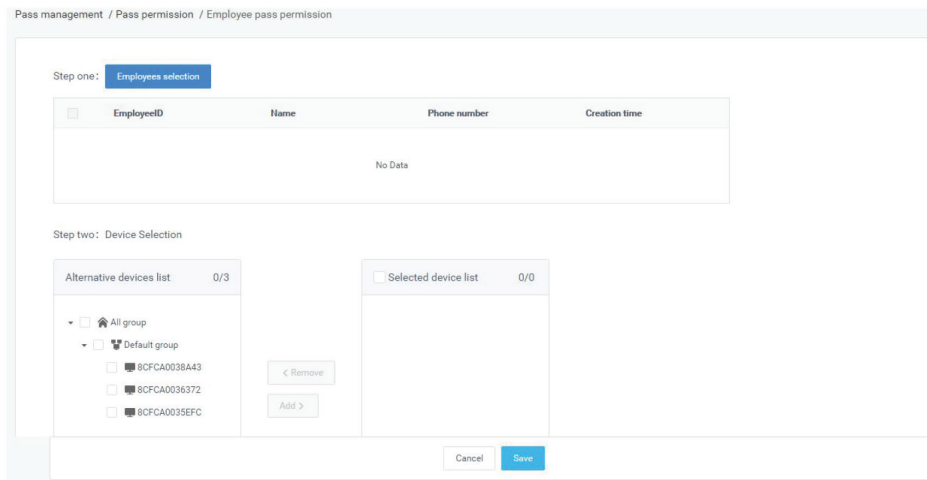 Pass management / Pass permission / Employee pass permission
Step one: Employees selection
EmployeeID Name Phone number Creation time
No Data
Step two: Device Selection
Alternative devices list 0/3
Selected device list 0/0
All group
Default group
8CFCA0038A43
8CFCA0036372
8CFCA0035EFC
< Remove
Add >
Cancel Save